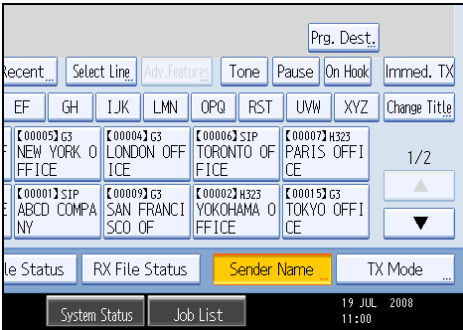 Prg. Dest.
Recent Select Line Adv.Features Tone Pause On Hook Immed. TX
EF GH IJK LMN OPQ RST UVW XYZ Change Title
【00005】G3 【00004】G3 【00006】SIP 【00007】H323
NEW YORK O LONDON OFF TORONTO OF PARIS OFFI 1/2
FFICE ICE FICE CE
【00001】SIP 【00009】G3 【00002】H323 【00015】G3
ABCD COMPA SAN FRANCI YOKOHAMA O TOKYO OFFI
NY SCO OF FFICE CE
le Status RX File Status Sender Name TX Mode
System Status Job List 19 JUL 2008
11:00